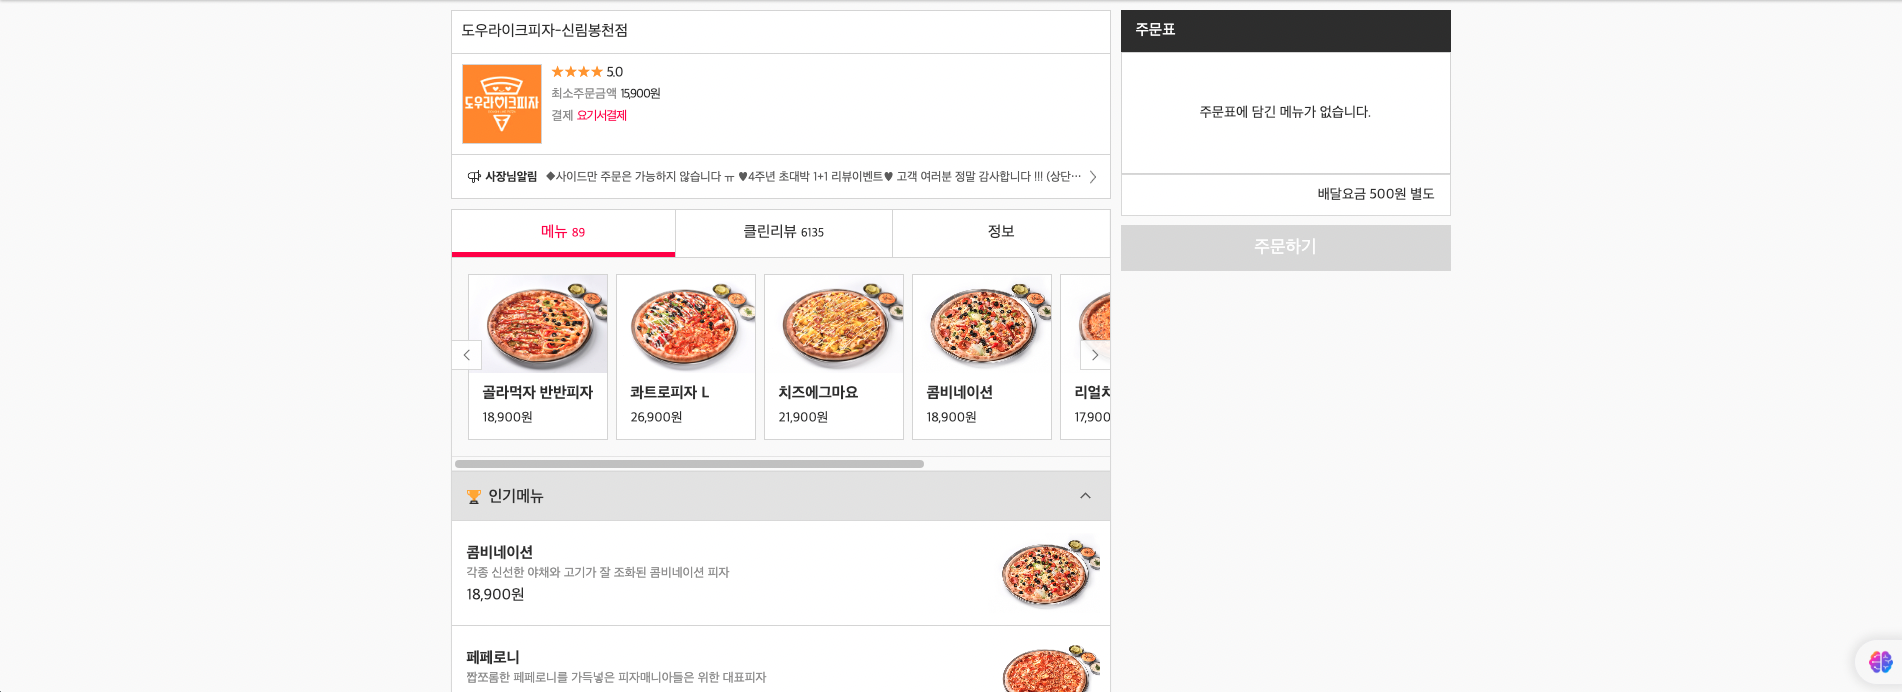 도우라이크피자-신림봉천점
주문표
도우라이크피자
★★★★ 5.0
최소주문금액 15,900원
결제 요기서결제
주문표에 담긴 메뉴가 없습니다.
사장님알림 ◆사이드만 주문은 가능하지 않습니다 ㅠ ♥4주년 초대박 1+1 리뷰이벤트♥ 고객 여러분 정말 감사합니다 !!! (상단…
배달요금 500원 별도
메뉴 89
클린리뷰 6135
정보
주문하기
골라먹자 반반피자
18,900원
콰트로피자 L
26,900원
치즈에그마요
21,900원
콤비네이션
18,900원
리얼
17,900
인기메뉴
콤비네이션
각종 신선한 야채와 고기가 잘 조화된 콤비네이션 피자
18,900원
페페로니
짭쪼롬한 페페로니를 가득넣은 피자매니아들은 위한 대표피자